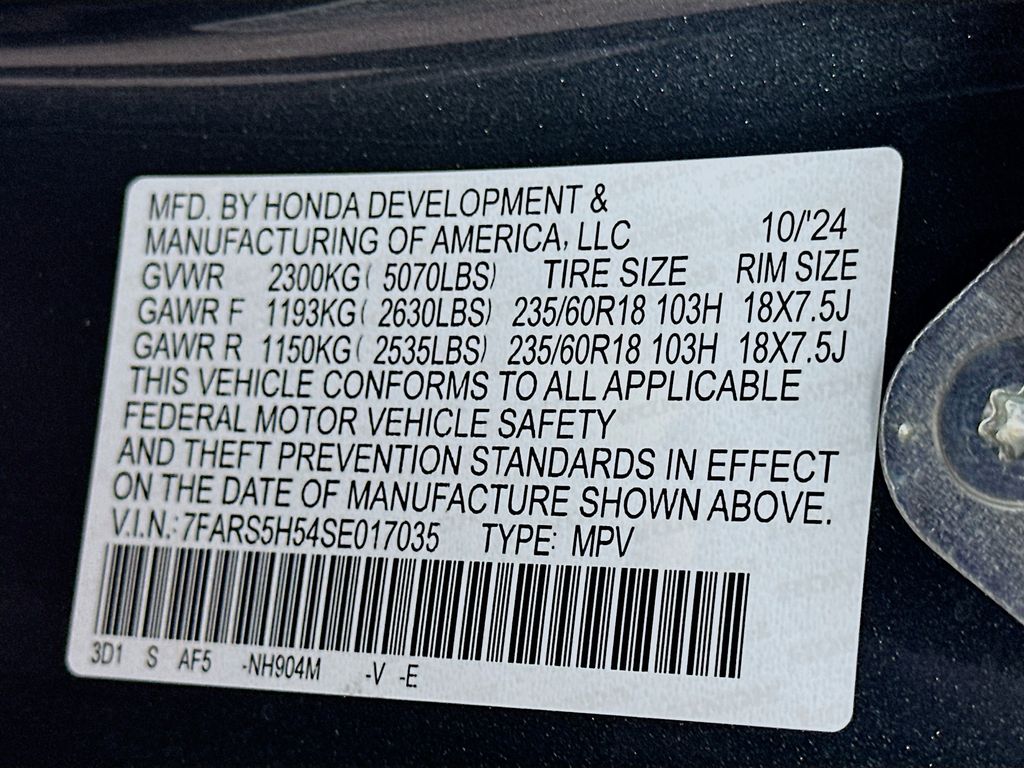 MFD. BY HONDA DEVELOPMENT &
MANUFACTURING OF AMERICA, LLC 10/'24
GVWR 2300KG( 5070LBS) TIRE SIZE RIM SIZE
GAWR F 1193KG( 2630LBS) 235/60R18 103H 18X7.5J
GAWR R 1150KG( 2535LBS) 235/60R18 103H 18X7.5J
THIS VEHICLE CONFORMS TO ALL APPLICABLE
FEDERAL MOTOR VEHICLE SAFETY
AND THEFT PREVENTION STANDARDS IN EFFECT
ON THE DATE OF MANUFACTURE SHOWN ABOVE.
V.I.N.: 7FARS5H54SE017035 TYPE: MPV
3D1 S AF5 -NH904M -V -E